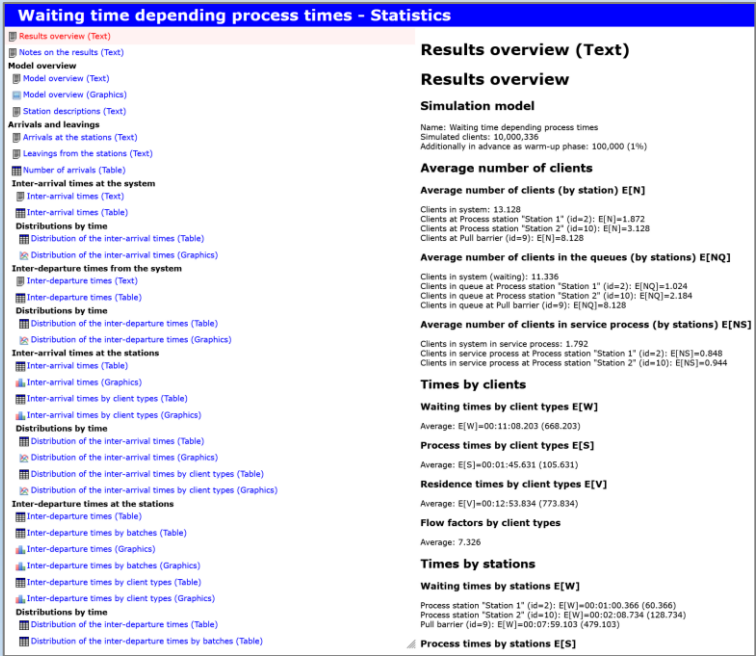 Waiting time depending process times - Statistics
Results overview (Text)
Notes on the results (Text)
Model overview
Model overview (Text)
Model overview (Graphics)
Station descriptions (Text)
Arrivals and leavings
Arrivals at the stations (Text)
Leavings from the stations (Text)
Number of arrivals (Table)
Inter-arrival times at the system
Inter-arrival times (Text)
Inter-arrival times (Table)
Distributions by time
Distribution of the inter-arrival times (Table)
Distribution of the inter-arrival times (Graphics)
Inter-departure times from the system
Inter-departure times (Text)
Inter-departure times (Table)
Distributions by time
Distribution of the inter-departure times (Table)
Distribution of the inter-departure times (Graphics)
Inter-arrival times at the stations
Inter-arrival times (Table)
Inter-arrival times (Graphics)
Inter-arrival times by client types (Table)
Inter-arrival times by client types (Graphics)
Distributions by time
Distribution of the inter-arrival times (Table)
Distribution of the inter-arrival times (Graphics)
Distribution of the inter-arrival times by client types (Table)
Distribution of the inter-arrival times by client types (Graphics)
Inter-departure times at the stations
Inter-departure times (Table)
Inter-departure times by batches (Table)
Inter-departure times (Graphics)
Inter-departure times by batches (Graphics)
Inter-departure times by client types (Table)
Inter-departure times by client types (Graphics)
Distributions by time
Distribution of the inter-departure times (Table)
Distribution of the inter-departure times by batches (Table)
Results overview (Text)
Results overview
Simulation model
Name: Waiting time depending process times
Simulated clients: 10,000,336
Additionally in advance as warm-up phase: 100,000 (1%)
Average number of clients
Average number of clients (by station) E[N]
Clients in system: 13.128
Clients at Process station "Station 1" (id=2): E[N]=1.872
Clients at Process station "Station 2" (id=10): E[N]=3.128
Clients at Pull barrier (id=9): E[N]=8.128
Average number of clients in the queues (by stations) E[NQ]
Clients in system (waiting): 11.336
Clients in queue at Process station "Station 1" (id=2): E[NQ]=1.024
Clients in queue at Process station "Station 2" (id=10): E[NQ]=2.184
Clients in queue at Pull barrier (id=9): E[NQ]=8.128
Average number of clients in service process (by stations) E[NS]
Clients in system in service process: 1.792
Clients in service process at Process station "Station 1" (id=2): E[NS]=0.848
Clients in service process at Process station "Station 2" (id=10): E[NS]=0.944
Times by clients
Waiting times by client types E[W]
Average: E[W]=00:11:08.203 (668.203)
Process times by client types E[S]
Average: E[S]=00:01:45.631 (105.631)
Residence times by client types E[V]
Average: E[V]=00:12:53.834 (773.834)
Flow factors by client types
Average: 7.326
Times by stations
Waiting times by stations E[W]
Process station "Station 1" (id=2): E[W]=00:01:00.366 (60.366)
Process station "Station 2" (id=10): E[W]=00:02:08.734 (128.734)
Pull barrier (id=9): E[W]=00:07:59.103 (479.103)
Process times by stations E[S]